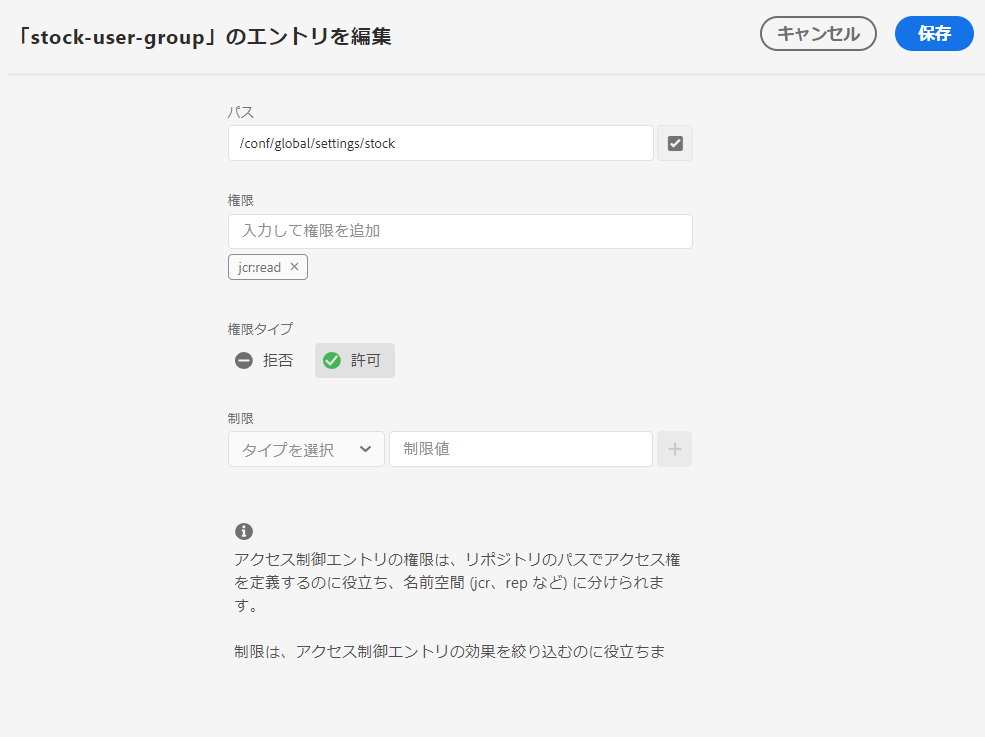 「stock-user-group」のエントリを編集
キャンセル
保存
パス
/conf/global/settings/stock
権限
入力して権限を追加
jcr:read
権限タイプ
拒否
許可
制限
タイプを選択
制限値
アクセス制御エントリの権限は、リポジトリのパスでアクセス権
を定義するのに役立ち、名前空間 (jcr、rep など) に分けられま
す。
制限は、アクセス制御エントリの効果を絞り込むのに役立ちま